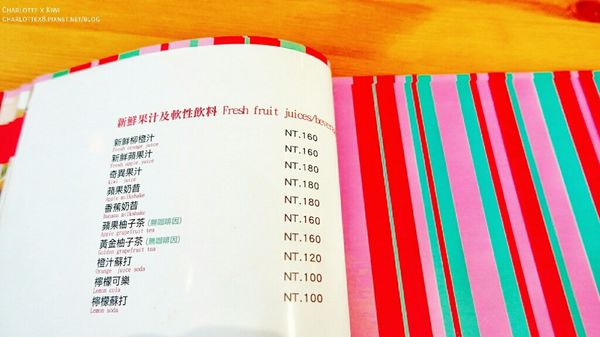 CHARLOTTE X KIWI
CHARLOTTEX8.PIXNET.NET/BLOG
新鮮果汁及軟性飲料 Fresh fruit juices/bever
新鮮柳橙汁 NT.160
Fresh orange juice
新鮮蘋果汁 NT.160
Fresh apple juice
奇異果汁 NT.180
Kiwi juice
蘋果奶昔 NT.180
Apple milkshake
香蕉奶昔 NT.180
Banana milkshake
蘋果柚子茶 (無咖啡因) NT.160
Apple grapefruit tea
黃金柚子茶 (無咖啡因) NT.160
Golden grapefruit tea
橙汁蘇打 NT.120
Orange juice soda
檸檬可樂 NT.100
Lemon cola
檸檬蘇打 NT.100
Lemon soda